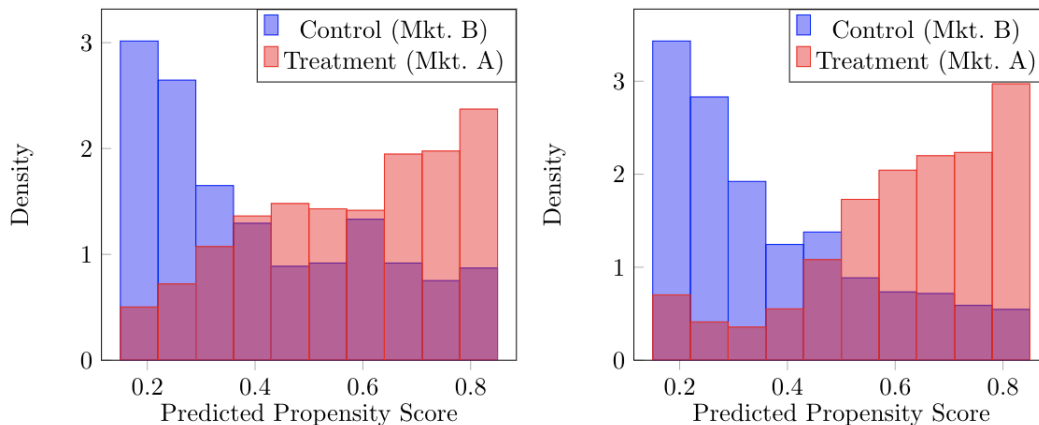 Control (Mkt. B)
Treatment (Mkt. A)
3
2
1
0
Density
0.2 0.4 0.6 0.8
Predicted Propensity Score
Control (Mkt. B)
Treatment (Mkt. A)
3
2
1
0
Density
0.2 0.4 0.6 0.8
Predicted Propensity Score